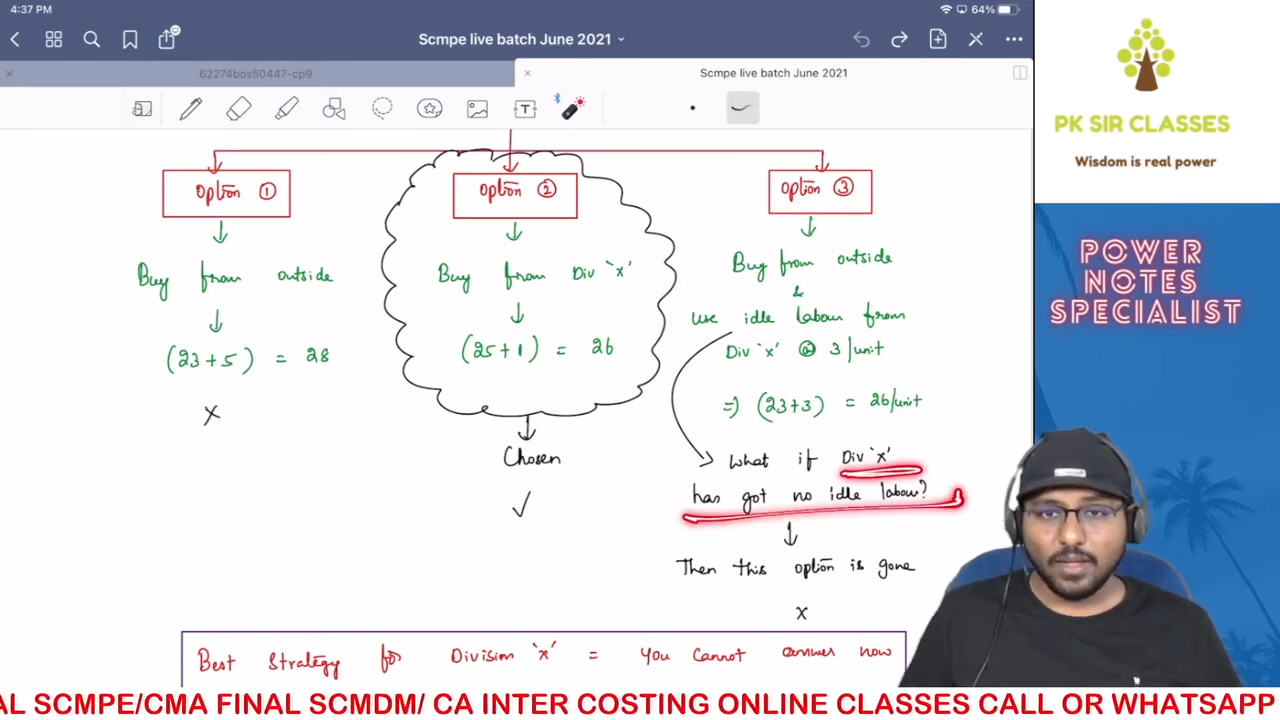 4:37 PM
64%
Scmpe live batch June 2021
62274bos50447-cp9
Scmpe live batch June 2021
T
PK SIR CLASSES
Wisdom is real power
POWER
NOTES
SPECIALIST
Option ①
Buy from outside
(23+5) = 28
X
Option ②
Buy from Div 'x'
(25+1) = 26
Chosen
✓
Option ③
Buy from outside
&
use idle labour from
Div 'x' @ 3/unit
=) (23+3) = 26/unit
What if Div 'x'
has got no idle labour?
Then this option is gone
X
Best Strategy for Division 'x' = You Cannot answer now
AL SCMPE/CMA FINAL SCMDM/ CA INTER COSTING ONLINE CLASSES CALL OR WHATSAPP